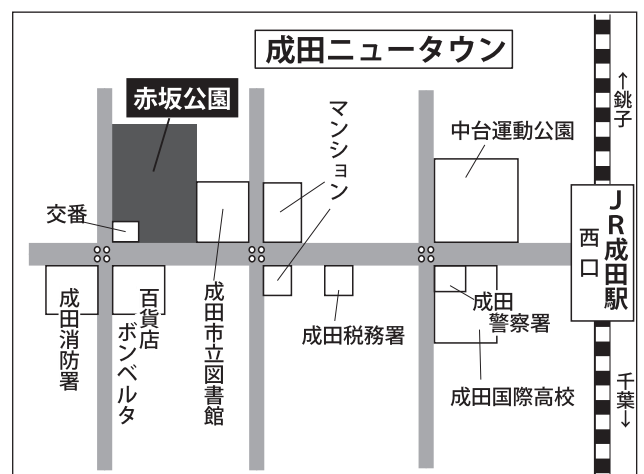 成田ニュータウン
赤坂公園
マンション
中台運動公園
←銚子
交番
JR成田駅
西口
成田消防署
百貨店
ボンベルタ
成田市立図書館
成田税務署
成田
警察署
成田国際高校
千葉→